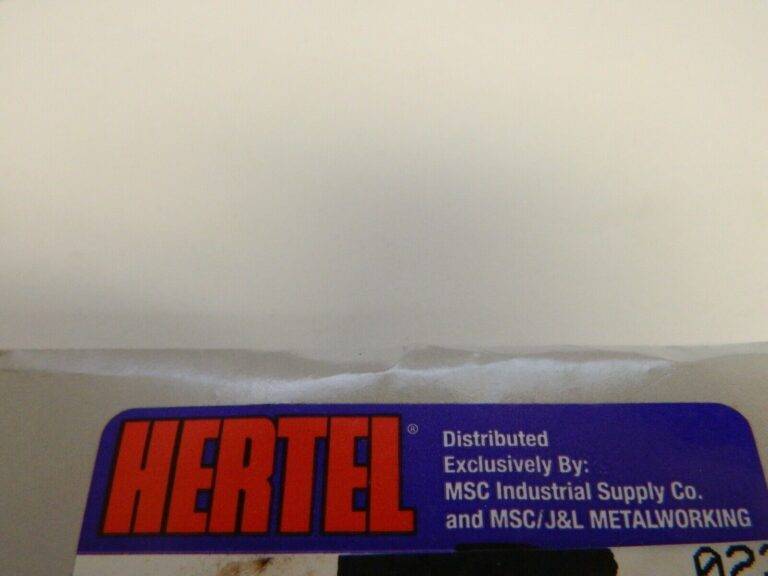 HERTEL®
Distributed
Exclusively By:
MSC Industrial Supply Co.
and MSC/J&L METALWORKING